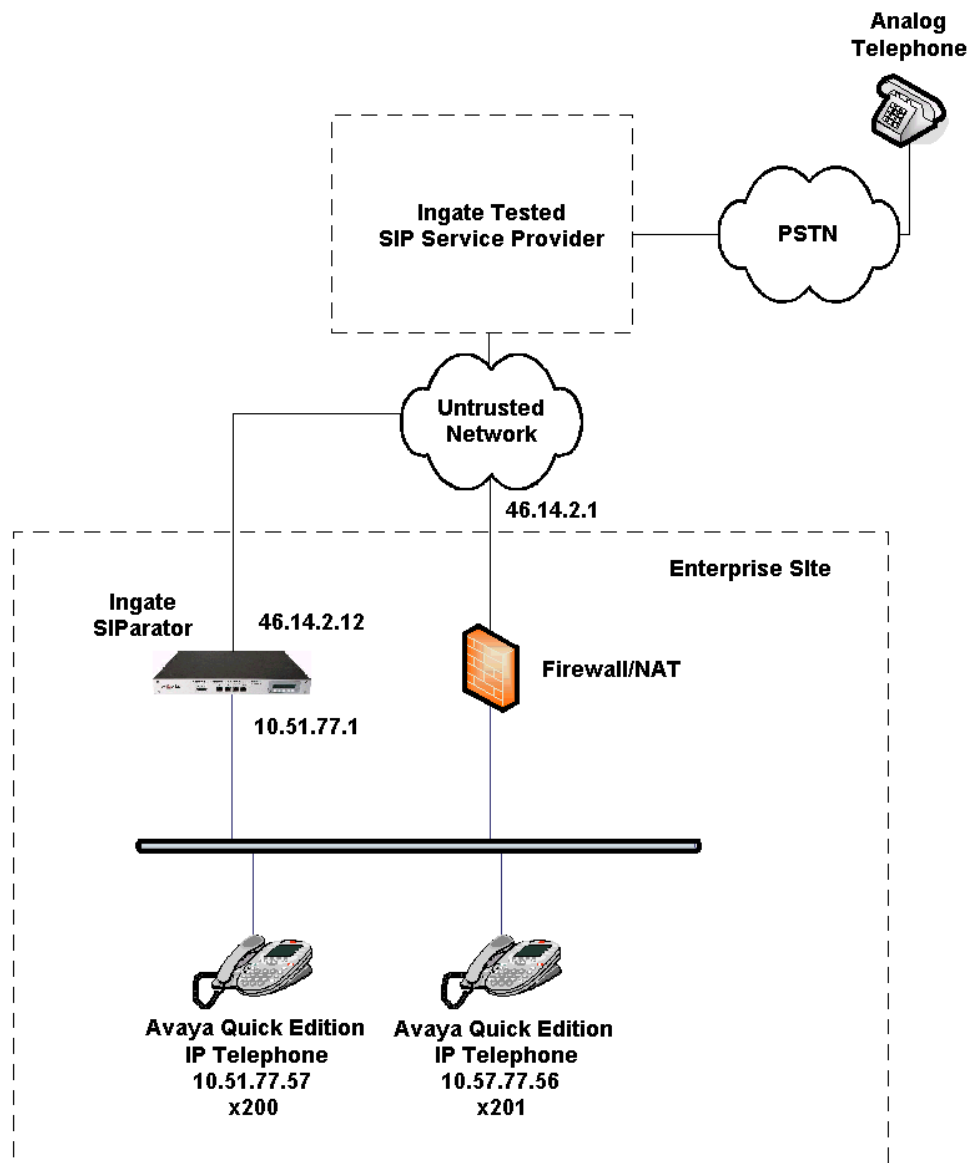 Analog
Telephone
Ingate Tested
SIP Service Provider
PSTN
Untrusted
Network
46.14.2.1
Enterprise SIte
Ingate
SIParator
46.14.2.12
Firewall/NAT
10.51.77.1
Avaya Quick Edition
IP Telephone
10.51.77.57
x200
Avaya Quick Edition
IP Telephone
10.57.77.56
x201